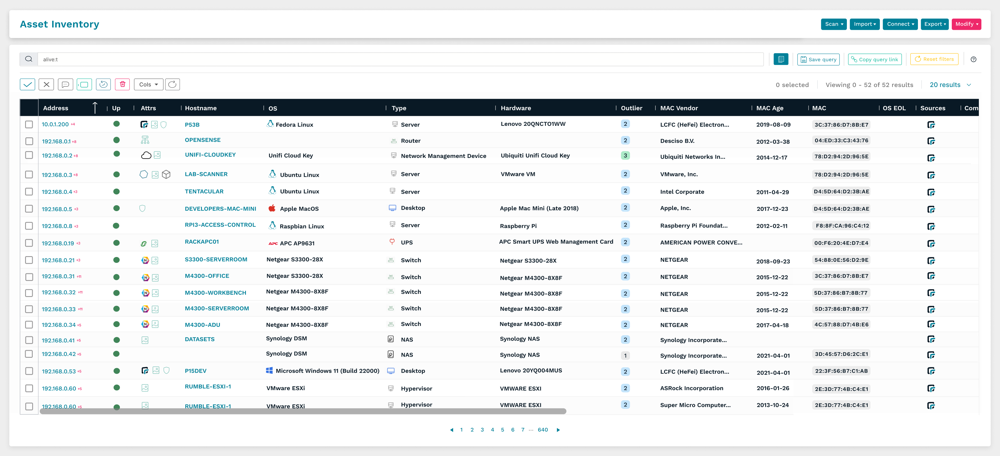 Asset Inventory
Scan Import Connect Export Modify
alive:t Save query Copy query link Reset filters
Cols 0 selected Viewing 0 - 52 of 52 results 20 results
Address Up Attrs Hostname OS Type Hardware Outlier MAC Vendor MAC Age MAC OS EOL Sources Com
10.0.1.200 +4 P53B Fedora Linux Server Lenovo 20QNCTO1WW 2 LCFC (HeFei) Electron... 2019-08-09 3C:37:86:D7:8B:E7
192.168.0.1 +8 OPENSENSE Router 2 Desciso B.V. 2012-03-38 04:ED:33:C3:43:76
192.168.0.2 +8 UNIFI-CLOUDKEY Unifi Cloud Key Network Management Device Ubiquiti Unifi Cloud Key 3 Ubiquiti Networks In... 2014-12-17 78:D2:94:2D:96:5E
192.168.0.3 +8 LAB-SCANNER Ubuntu Linux Server VMware VM 2 VMware, Inc. 78:D2:94:2D:96:5E
192.168.0.4 +3 TENTACULAR Ubuntu Linux Server 2 Intel Corporate 2011-04-29 D4:5D:64:D2:3B:AE
192.168.0.5 +3 DEVELOPERS-MAC-MINI Apple MacOS Desktop Apple Mac Mini (Late 2018) 2 Apple, Inc. 2017-12-23 D4:5D:64:D2:3B:AE
192.168.0.8 +3 RPI3-ACCESS-CONTROL Raspbian Linux Server Raspberry Pi 2 Raspberry Pi Foundat... 2012-02-11 F8:8F:CA:96:C4:12
192.168.0.19 +3 RACKAPC01 APC APC AP9631 UPS APC Smart UPS Web Management Card 2 AMERICAN POWER CONVE... 00:F6:20:4E:D7:E4
192.168.0.21 +3 N S3300-SERVERROOM Netgear S3300-28X Switch Netgear S3300-28X 2 NETGEAR 2018-09-23 54:88:0E:56:D2:9E
192.168.0.31 +11 N M4300-OFFICE Netgear S3300-28X Switch Netgear M4300-8X8F 2 NETGEAR 2015-12-22 3C:37:86:D7:8B:E7
192.168.0.32 +11 N M4300-WORKBENCH Netgear M4300-8X8F Switch Netgear M4300-8X8F 2 NETGEAR 2015-12-22 5D:37:86:B7:8B:77
192.168.0.33 +11 N M4300-SERVERROOM Netgear M4300-8X8F Switch Netgear M4300-8X8F 2 NETGEAR 2015-12-22 5D:37:86:B7:8B:77
192.168.0.34 +5 N M4300-ADU Netgear M4300-8X8F Switch Netgear M4300-8X8F 2 NETGEAR 2017-04-18 4C:57:88:D7:4B:E6
192.168.0.41 +5 DATASETS Synology DSM NAS Synology NAS 2 Synology Incorporate...
192.168.0.42 +5 Synology DSM NAS Synology NAS 1 Synology Incorporate... 2021-04-01 3D:45:57:D6:2C:E1
192.168.0.53 +5 P15DEV Microsoft Windows 11 (Build 22000) Desktop Lenovo 20YQ004MUS 2 LCFC (HeFei) Electron... 2021-04-01 22:3F:56:B7:C1:AB
192.168.0.60 +5 RUMBLE-ESXI-1 VMware ESXi Hypervisor VMWARE ESXI 2 ASRock Incorporation 2016-01-26 2E:3D:77:4B:C4:E1
192.168.0.60 +5 RUMBLE-ESXI-1 VMware ESXi Hypervisor VMWARE ESXI 2 Super Micro Computer... 2013-10-24 2E:3D:77:4B:C4:E1
1 2 3 4 5 6 7 ... 640